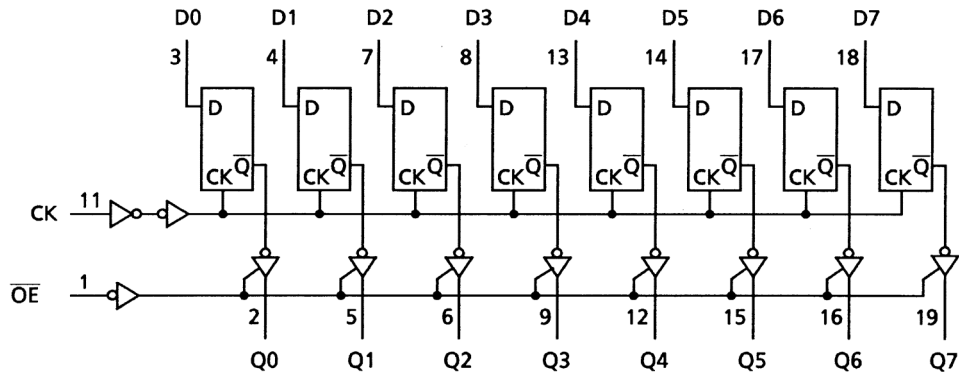 D0 D1 D2 D3 D4 D5 D6 D7
3 4 7 8 13 14 17 18
D D D D D D D D
Q̅ Q̅ Q̅ Q̅ Q̅ Q̅ Q̅ Q̅
CK CK CK CK CK CK CK CK
CK 11
O̅E̅ 1
2 5 6 9 12 15 16 19
Q0 Q1 Q2 Q3 Q4 Q5 Q6 Q7